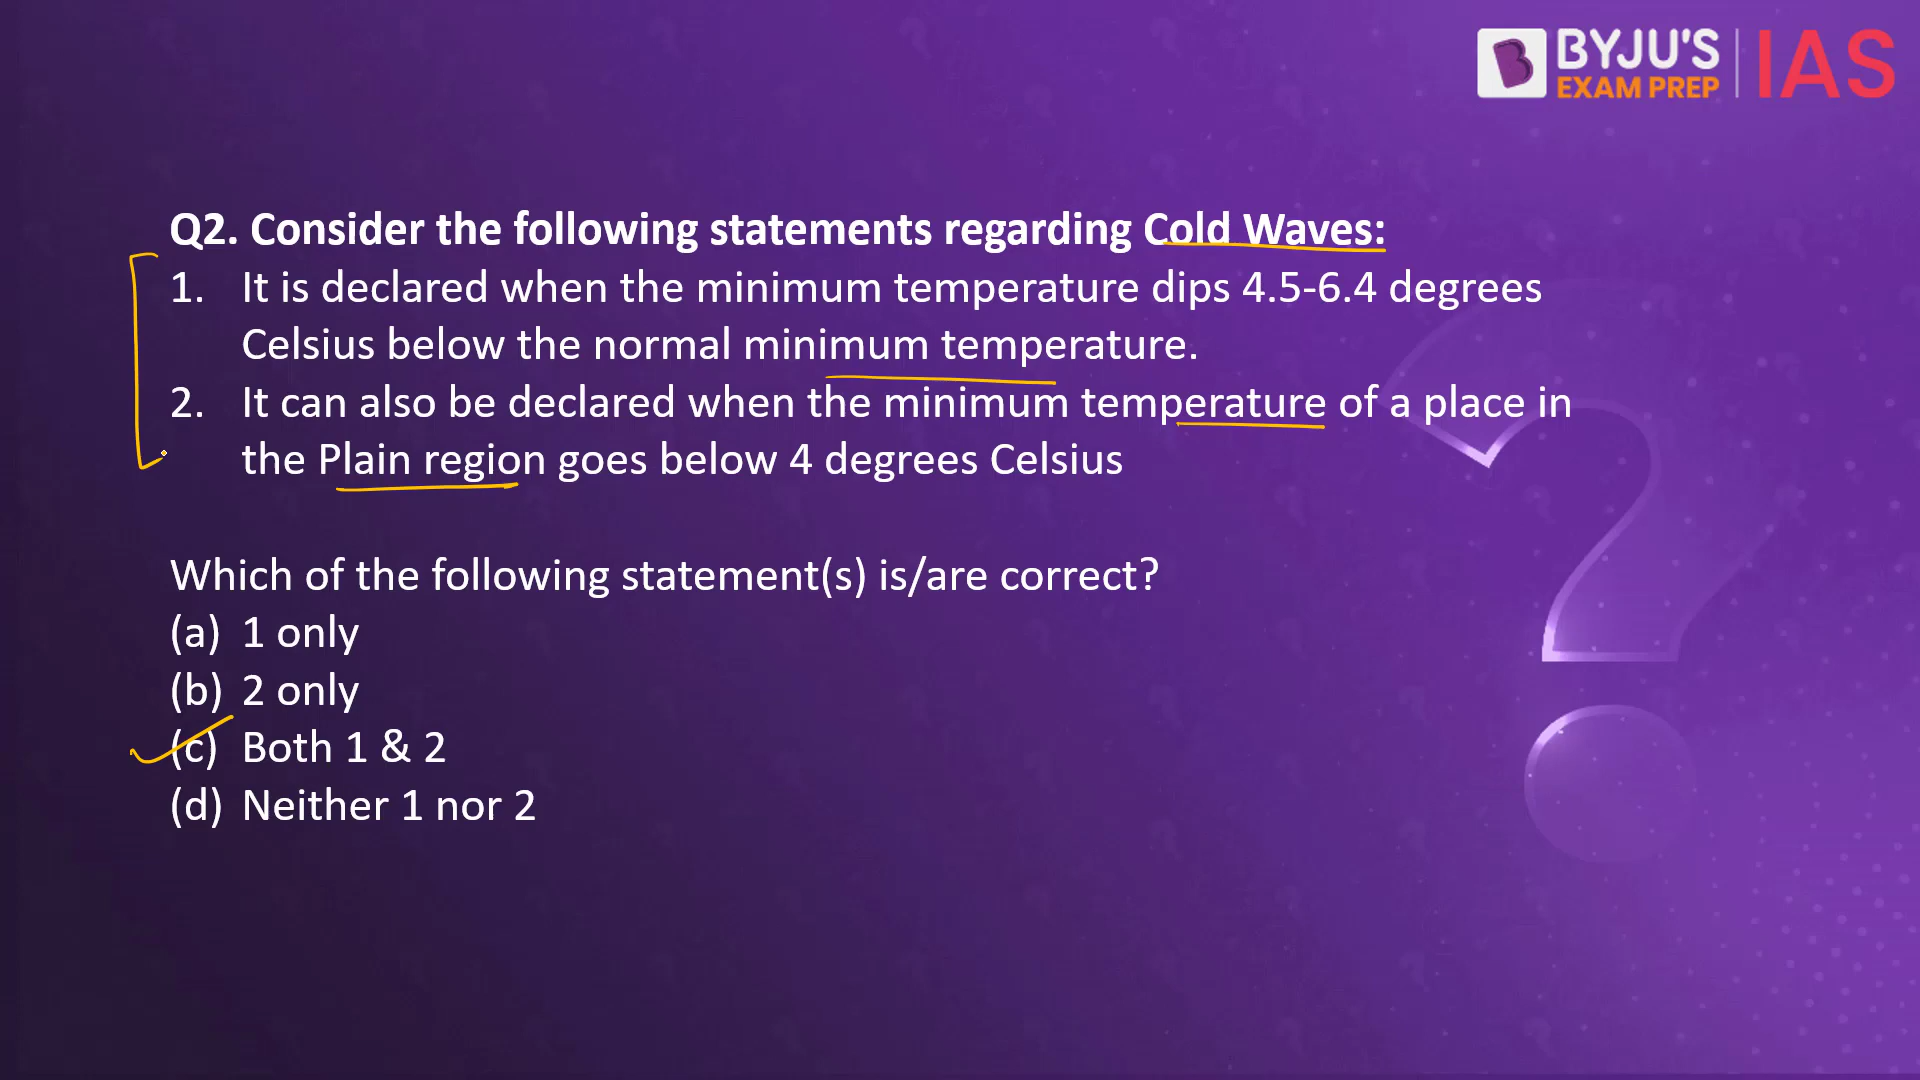 BYJU'S
EXAM PREP
IAS
Q2. Consider the following statements regarding Cold Waves:
1. It is declared when the minimum temperature dips 4.5-6.4 degrees
Celsius below the normal minimum temperature.
2. It can also be declared when the minimum temperature of a place in
the Plain region goes below 4 degrees Celsius
Which of the following statement(s) is/are correct?
(a) 1 only
(b) 2 only
(c) Both 1 & 2
(d) Neither 1 nor 2